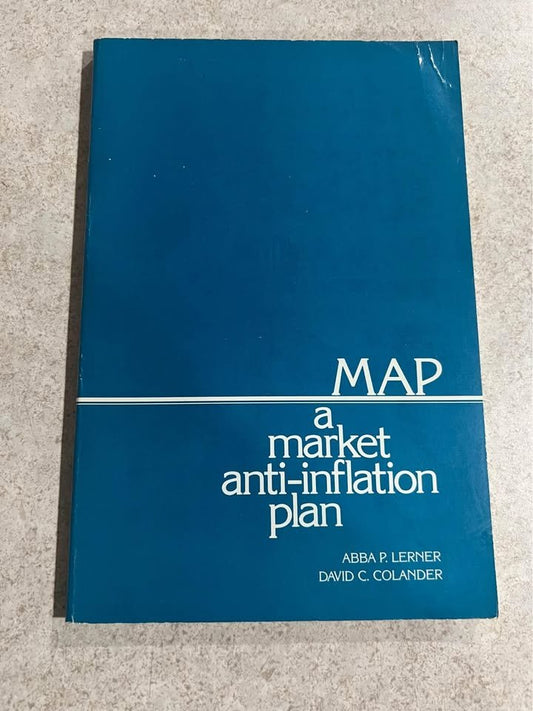 MAP
a
market
anti-inflation
plan
ABBA P. LERNER
DAVID C. COLANDER